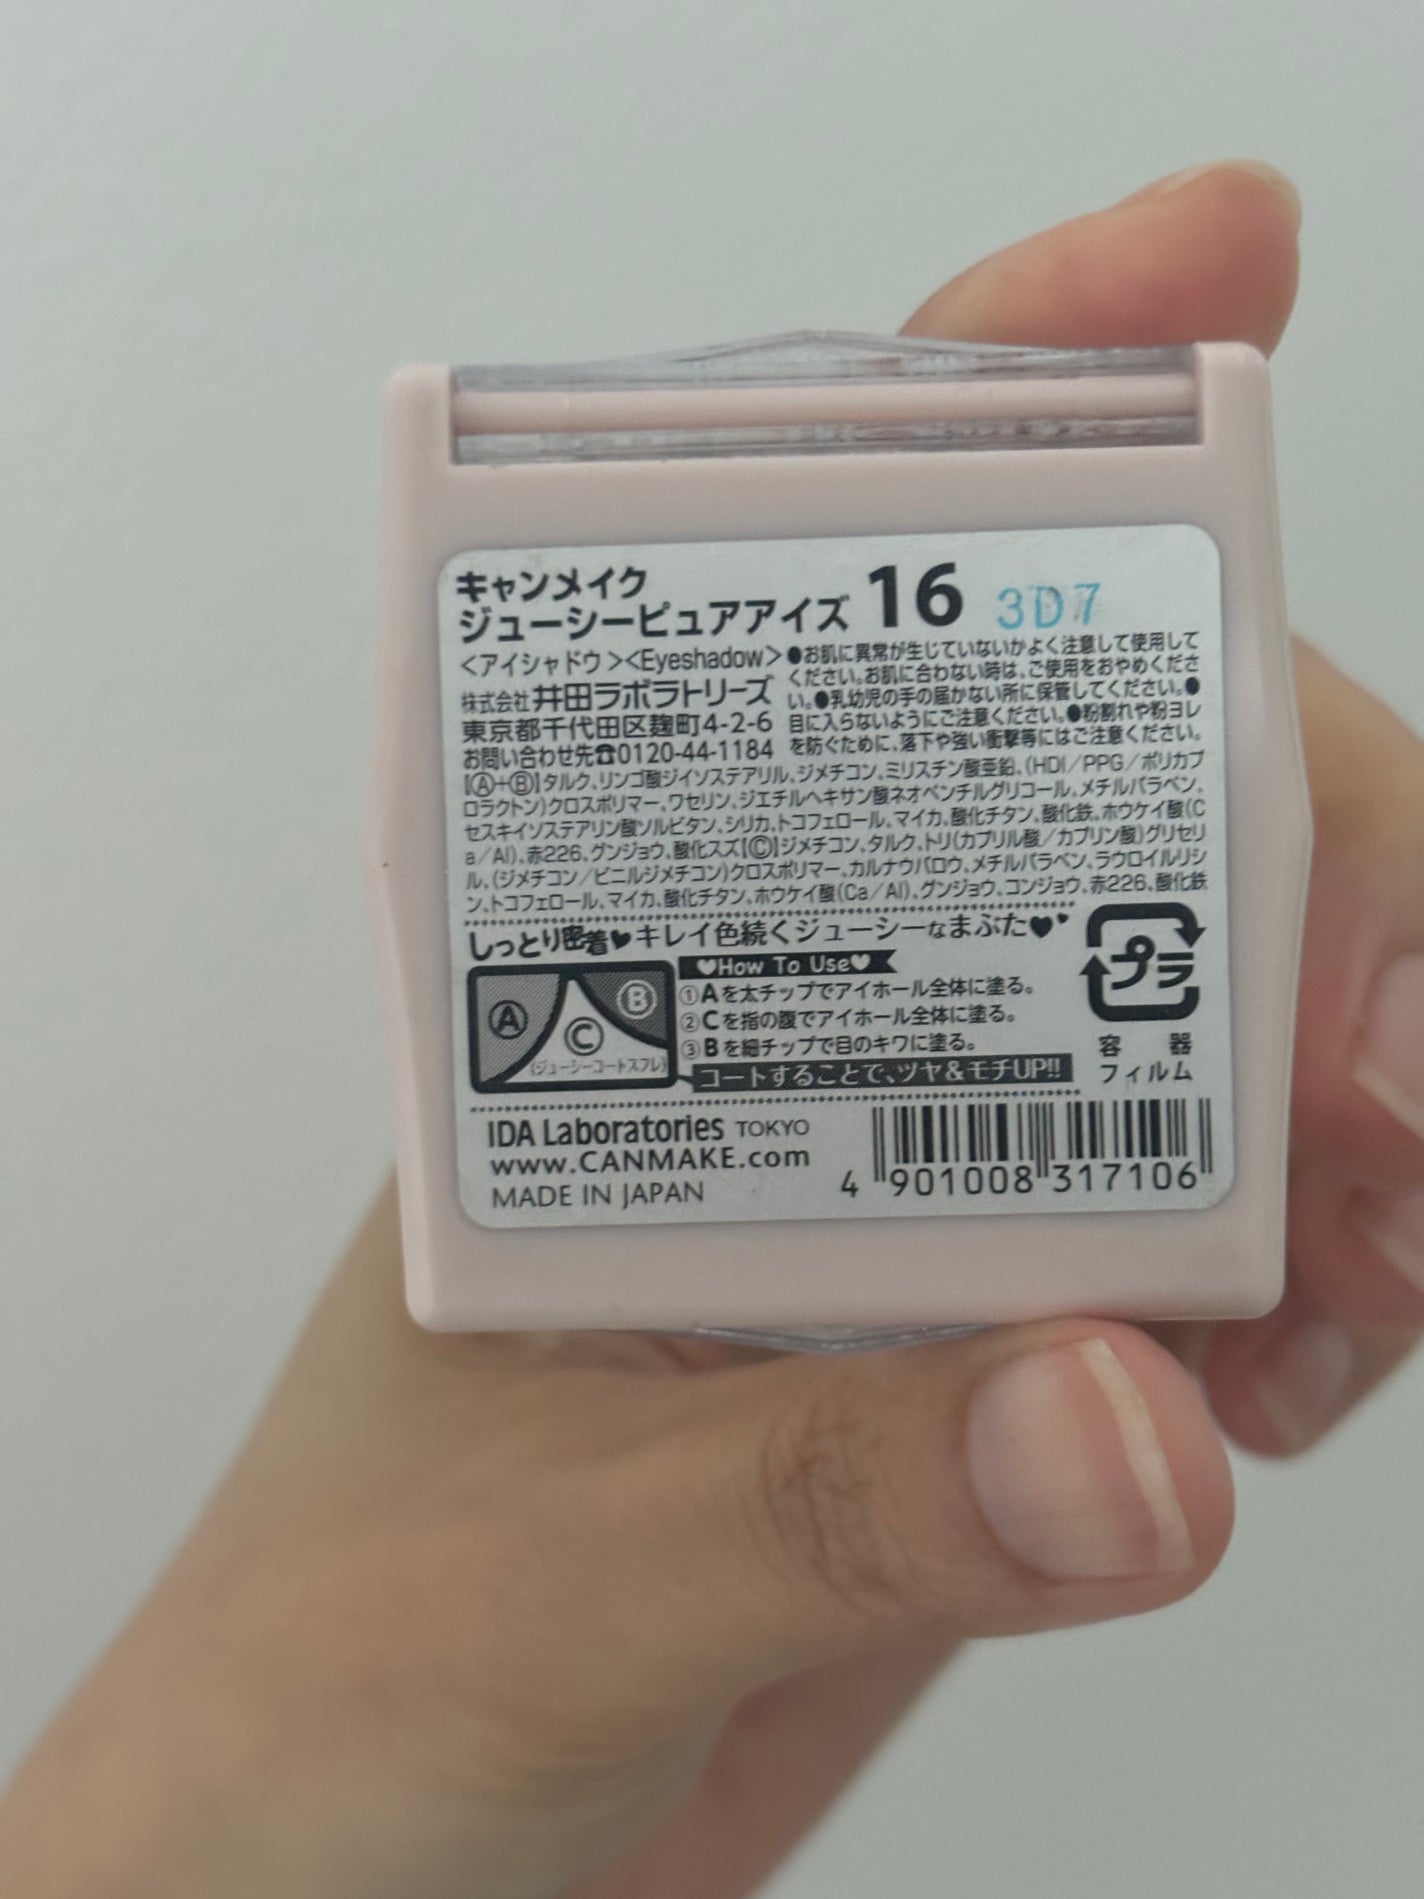 キャンメイク
ジューシーピュアアイズ 16 3D7
<アイシャドウ><Eyeshadow>
株式会社 井田ラボラトリーズ
東京都千代田区麹町4-2-6
お問い合わせ先☎0120-44-1184
●お肌に異常が生じていないかよく注意して使用して
ください。お肌に合わない時は、ご使用をおやめくださ
い。●乳幼児の手の届かない所に保管してください。●
目に入らないようにご注意ください。●粉割れや粉ヨレ
を防ぐために、落下や強い衝撃等にはご注意ください。
【Ⓐ+Ⓑ】タルク、リンゴ酸ジイソステアリル、ジメチコン、ミリスチン酸亜鉛、(HDI/PPG/ポリカプ
ロラクトン)クロスポリマー、ワセリン、ジエチルヘキサン酸ネオペンチルグリコール、メチルパラベン、
セスキイソステアリン酸ソルビタン、シリカ、トコフェロール、マイカ、酸化チタン、酸化鉄、ホウケイ酸(C
a/Al)、赤226、グンジョウ、酸化スズ【Ⓒ】ジメチコン、タルク、トリ(カプリル酸/カプリン酸)グリセリ
ル、(ジメチコン/ビニルジメチコン)クロスポリマー、カルナウバロウ、メチルパラベン、ラウロイルリシ
ン、トコフェロール、マイカ、酸化チタン、ホウケイ酸(Ca/Al)、グンジョウ、コンジョウ、赤226、酸化鉄
しっとり密着♥キレイ色続くジューシーなまぶた♥♥
Ⓐ
Ⓑ
Ⓒ
(ジューシーコートスフレ)
♥How To Use♥
①Aを太チップでアイホール全体に塗る。
②Cを指の腹でアイホール全体に塗る。
③Bを細チップで目のキワに塗る。
コートすることで、ツヤ&モチUP!!
プラ
容器
フィルム
IDA Laboratories TOKYO
www.CANMAKE.com
MADE IN JAPAN
4 901008 317106